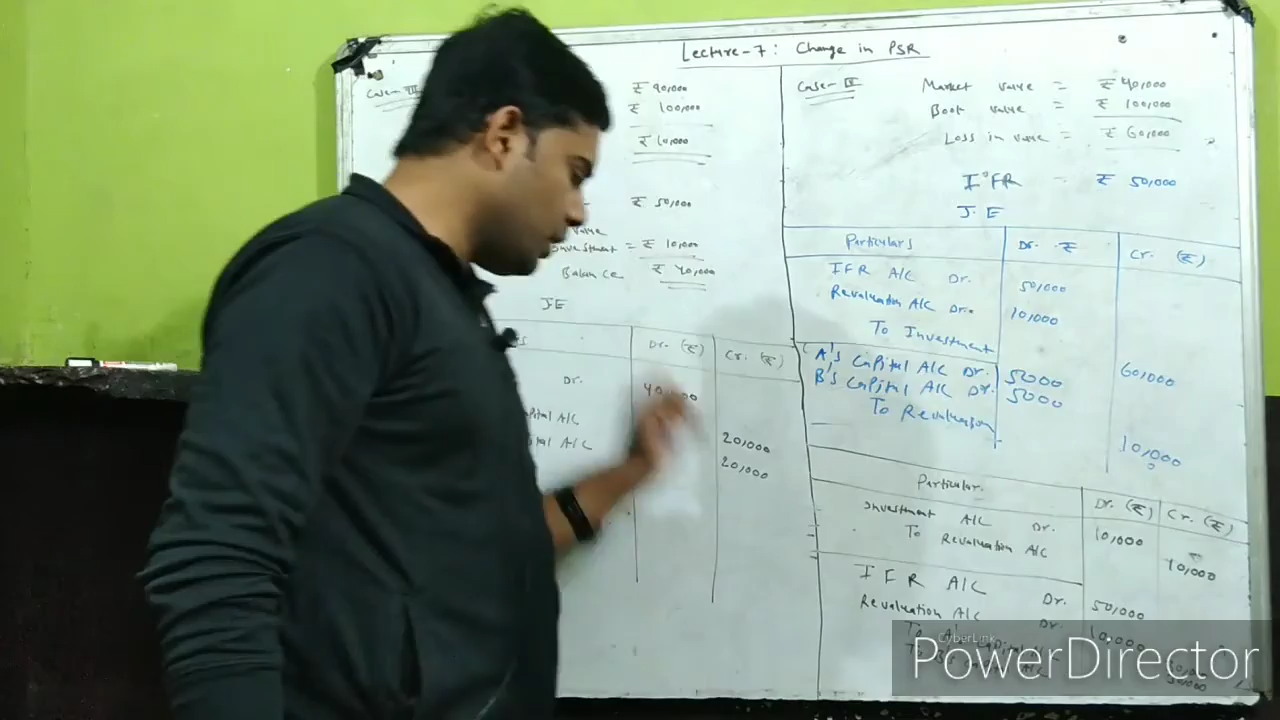 Lecture-7: Change in PSR
Case-III
₹ 90,000
₹ 100,000
₹ 10,000
₹ 50,000
value
Investment = ₹ 10,000
Balance ₹ 40,000
J.E
Dr. (₹) Cr. (₹)
Dr. 40,000
Capital A/C 20,000
A/C 20,000
Case-IV
Market value = ₹ 40,000
Book value = ₹ 100,000
Loss in value = ₹ 60,000
IFR ₹ 50,000
J.E
Particulars Dr. ₹ Cr. (₹)
IFR A/C Dr. 50,000
Revaluation A/C Dr. 10,000
To Investment 60,000
A's Capital A/C Dr. 5000
B's Capital A/C Dr. 5000
To Revaluation 10,000
Particular. Dr. (₹) Cr. (₹)
Investment A/C Dr. 10,000
To Revaluation A/C 10,000
IFR A/C Dr. 50,000
Revaluation A/C Dr. 10,000
CyberLink
PowerDirector